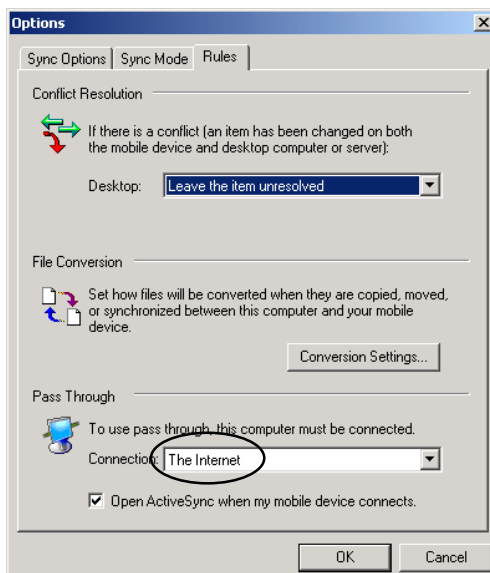 Options
Sync Options Sync Mode Rules
Conflict Resolution
If there is a conflict (an item has been changed on both
the mobile device and desktop computer or server):
Desktop: Leave the item unresolved
File Conversion
Set how files will be converted when they are copied, moved,
or synchronized between this computer and your mobile
device.
Conversion Settings...
Pass Through
To use pass through, this computer must be connected.
Connection: The Internet
Open ActiveSync when my mobile device connects.
OK Cancel